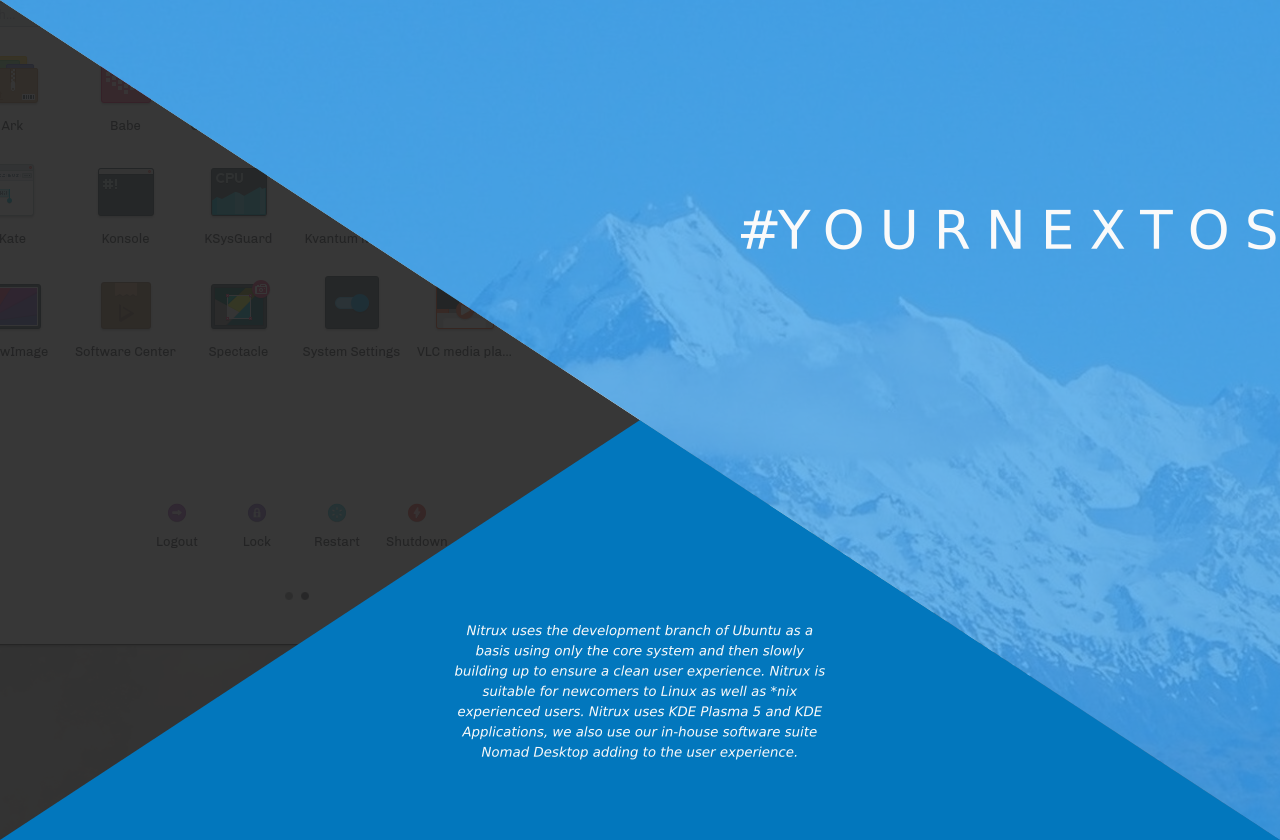 #YOURNEXTOS
Ark Babe
CPU
#!
Kate Konsole KSysGuard Kvantum
Software Center Spectacle System Settings VLC media pla...
Logout Lock Restart Shutdown
Nitrux uses the development branch of Ubuntu as a
basis using only the core system and then slowly
building up to ensure a clean user experience. Nitrux is
suitable for newcomers to Linux as well as *nix
experienced users. Nitrux uses KDE Plasma 5 and KDE
Applications, we also use our in-house software suite
Nomad Desktop adding to the user experience.